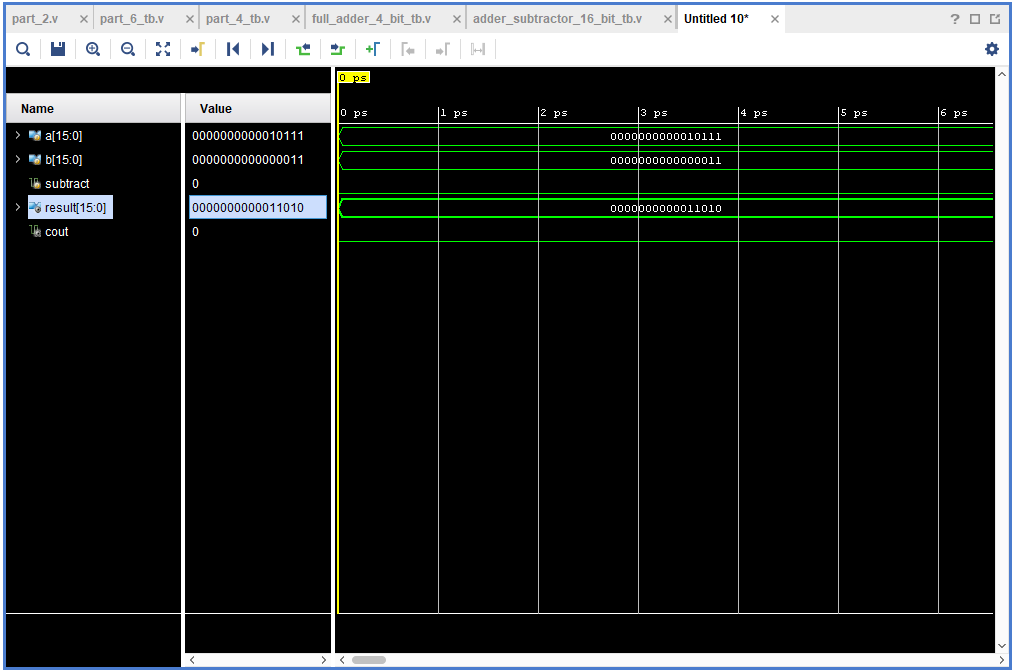 part_2.v part_6_tb.v part_4_tb.v full_adder_4_bit_tb.v adder_subtractor_16_bit_tb.v Untitled 10* ?
0 ps
Name Value 0 ps 1 ps 2 ps 3 ps 4 ps 5 ps 6 ps
a[15:0] 0000000000010111 0000000000010111
b[15:0] 0000000000000011 0000000000000011
subtract 0
result[15:0] 0000000000011010 0000000000011010
cout 0